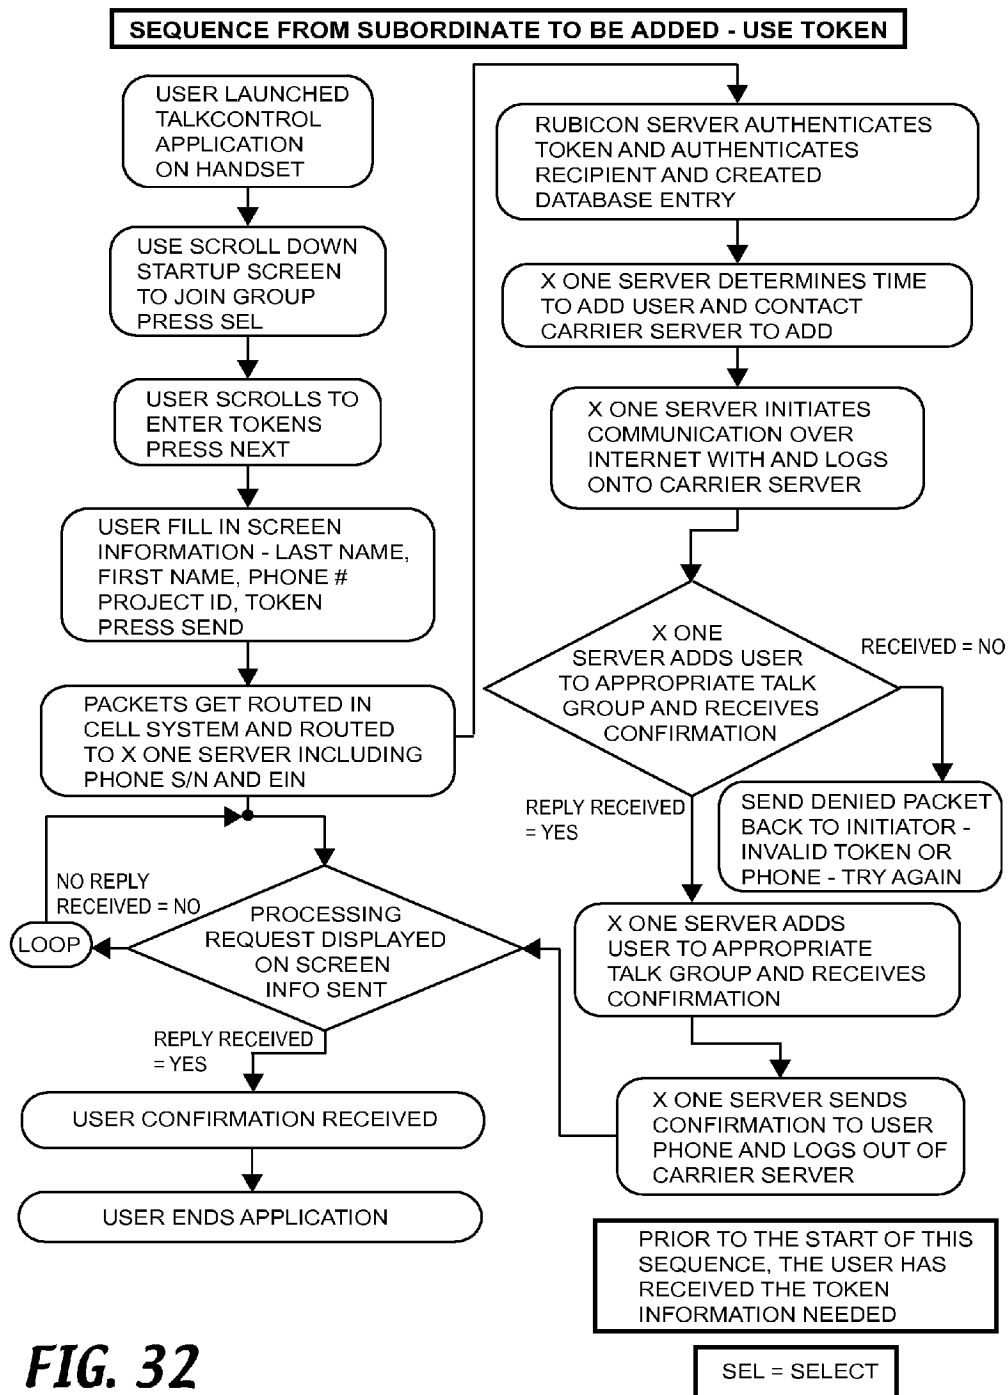 SEQUENCE FROM SUBORDINATE TO BE ADDED - USE TOKEN
USER LAUNCHED
TALKCONTROL
APPLICATION
ON HANDSET
USE SCROLL DOWN
STARTUP SCREEN
TO JOIN GROUP
PRESS SEL
USER SCROLLS TO
ENTER TOKENS
PRESS NEXT
USER FILL IN SCREEN
INFORMATION - LAST NAME,
FIRST NAME, PHONE #
PROJECT ID, TOKEN
PRESS SEND
PACKETS GET ROUTED IN
CELL SYSTEM AND ROUTED
TO X ONE SERVER INCLUDING
PHONE S/N AND EIN
NO REPLY
RECEIVED = NO
LOOP
PROCESSING
REQUEST DISPLAYED
ON SCREEN
INFO SENT
REPLY RECEIVED
= YES
USER CONFIRMATION RECEIVED
USER ENDS APPLICATION
RUBICON SERVER AUTHENTICATES
TOKEN AND AUTHENTICATES
RECIPIENT AND CREATED
DATABASE ENTRY
X ONE SERVER DETERMINES TIME
TO ADD USER AND CONTACT
CARRIER SERVER TO ADD
X ONE SERVER INITIATES
COMMUNICATION OVER
INTERNET WITH AND LOGS
ONTO CARRIER SERVER
X ONE
SERVER ADDS USER
TO APPROPRIATE TALK
GROUP AND RECEIVES
CONFIRMATION
RECEIVED = NO
REPLY RECEIVED
= YES
SEND DENIED PACKET
BACK TO INITIATOR -
INVALID TOKEN OR
PHONE - TRY AGAIN
X ONE SERVER ADDS
USER TO APPROPRIATE
TALK GROUP AND RECEIVES
CONFIRMATION
X ONE SERVER SENDS
CONFIRMATION TO USER
PHONE AND LOGS OUT OF
CARRIER SERVER
PRIOR TO THE START OF THIS
SEQUENCE, THE USER HAS
RECEIVED THE TOKEN
INFORMATION NEEDED
SEL = SELECT
FIG. 32